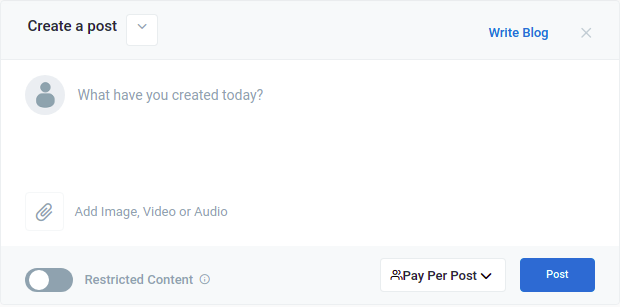 Create a post
Write Blog
What have you created today?
Add Image, Video or Audio
Restricted Content
Pay Per Post
Post